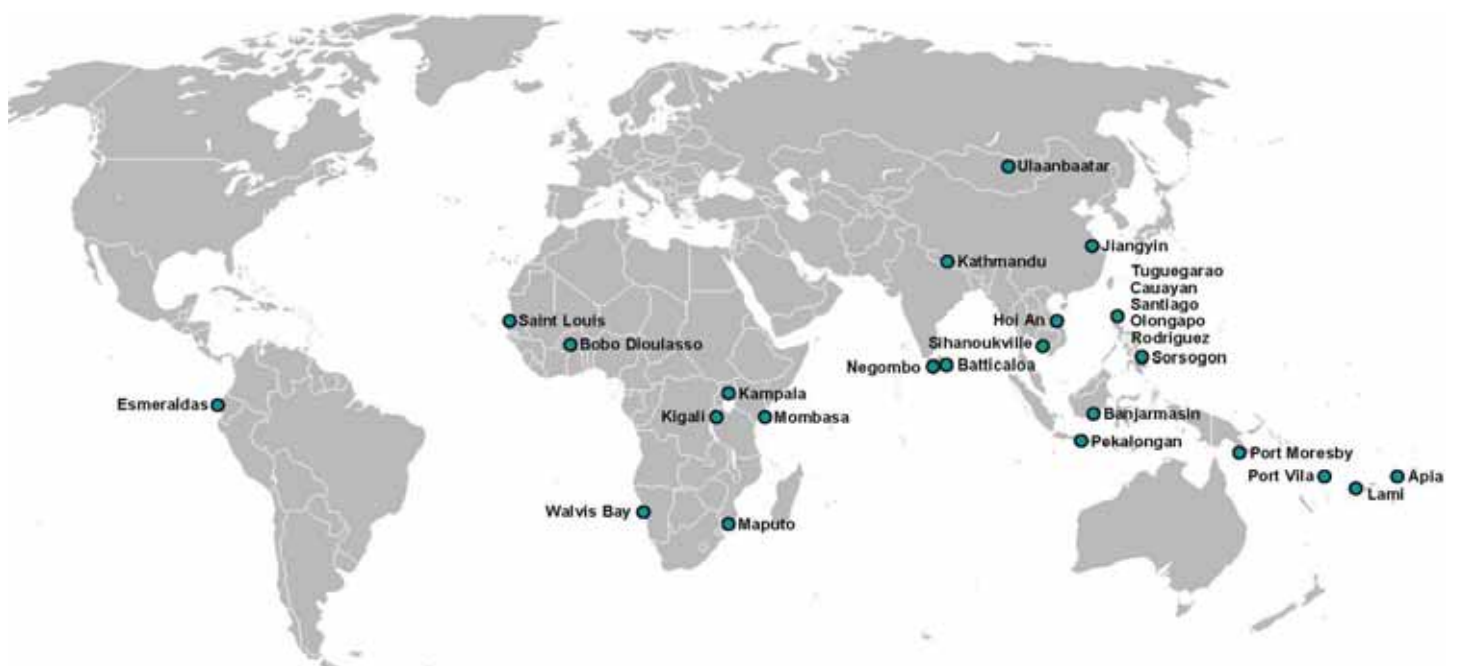 Ulaanbaatar
Jiangyin
Kathmandu
Tuguegarao
Cauayan
Santiago
Olongapo
Rodriguez
Saint Louis
Hoi An
Bobo Dioulasso
Sihanoukville
Sorsogon
Negombo
Batticaloa
Kampala
Esmeraldas
Kigali
Mombasa
Banjarmasin
Pekalongan
Port Moresby
Port Vila
Apia
Lami
Walvis Bay
Maputo